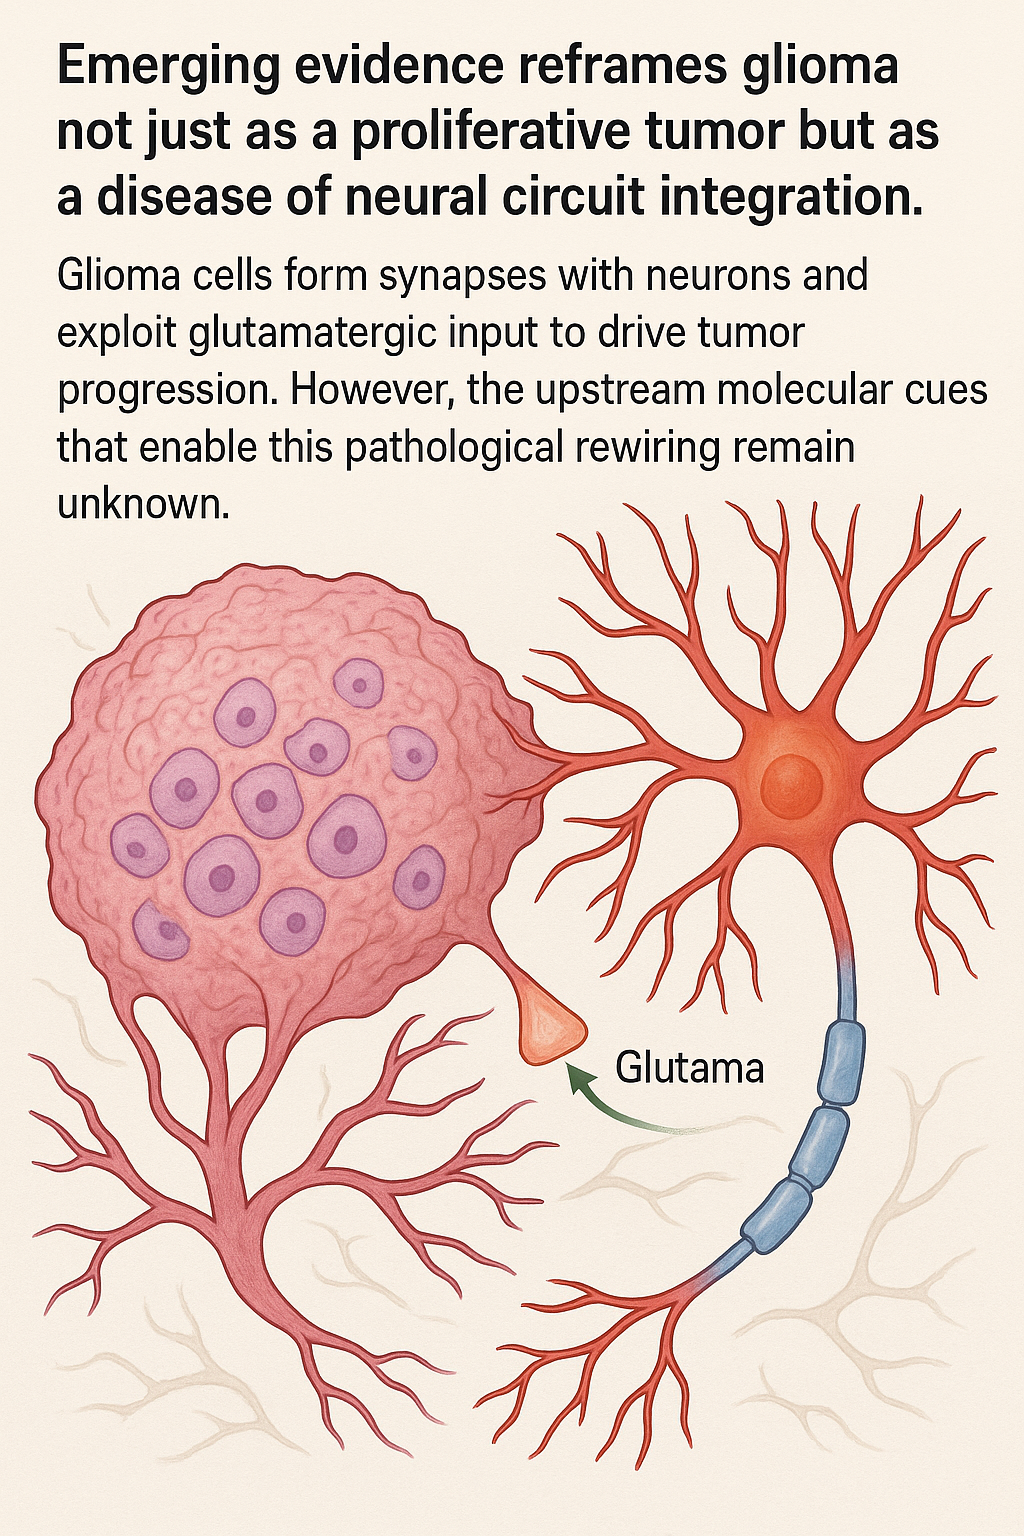 Emerging evidence reframes glioma
not just as a proliferative tumor but as
a disease of neural circuit integration.
Glioma cells form synapses with neurons and
exploit glutamatergic input to drive tumor
progression. However, the upstream molecular cues
that enable this pathological rewiring remain
unknown.
Glutama